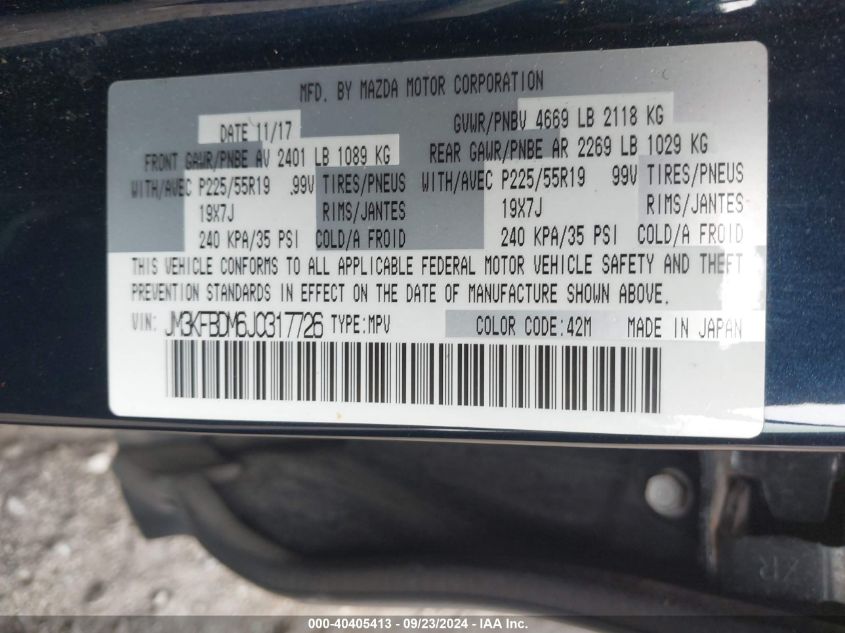 MFD. BY MAZDA MOTOR CORPORATION
DATE 11/17 GVWR/PNBV 4669 LB 2118 KG
FRONT GAWR/PNBE AV 2401 LB 1089 KG REAR GAWR/PNBE AR 2269 LB 1029 KG
WITH/AVEC P225/55R19 99V TIRES/PNEUS WITH/AVEC P225/55R19 99V TIRES/PNEUS
19X7J RIMS/JANTES 19X7J RIMS/JANTES
240 KPA/35 PSI COLD/A FROID 240 KPA/35 PSI COLD/A FROID
THIS VEHICLE CONFORMS TO ALL APPLICABLE FEDERAL MOTOR VEHICLE SAFETY AND THEFT
PREVENTION STANDARDS IN EFFECT ON THE DATE OF MANUFACTURE SHOWN ABOVE.
VIN: JM3KFBDM6J0317726 TYPE:MPV COLOR CODE:42M MADE IN JAPAN
XR
000-40405413 - 09/23/2024 - IAA Inc.